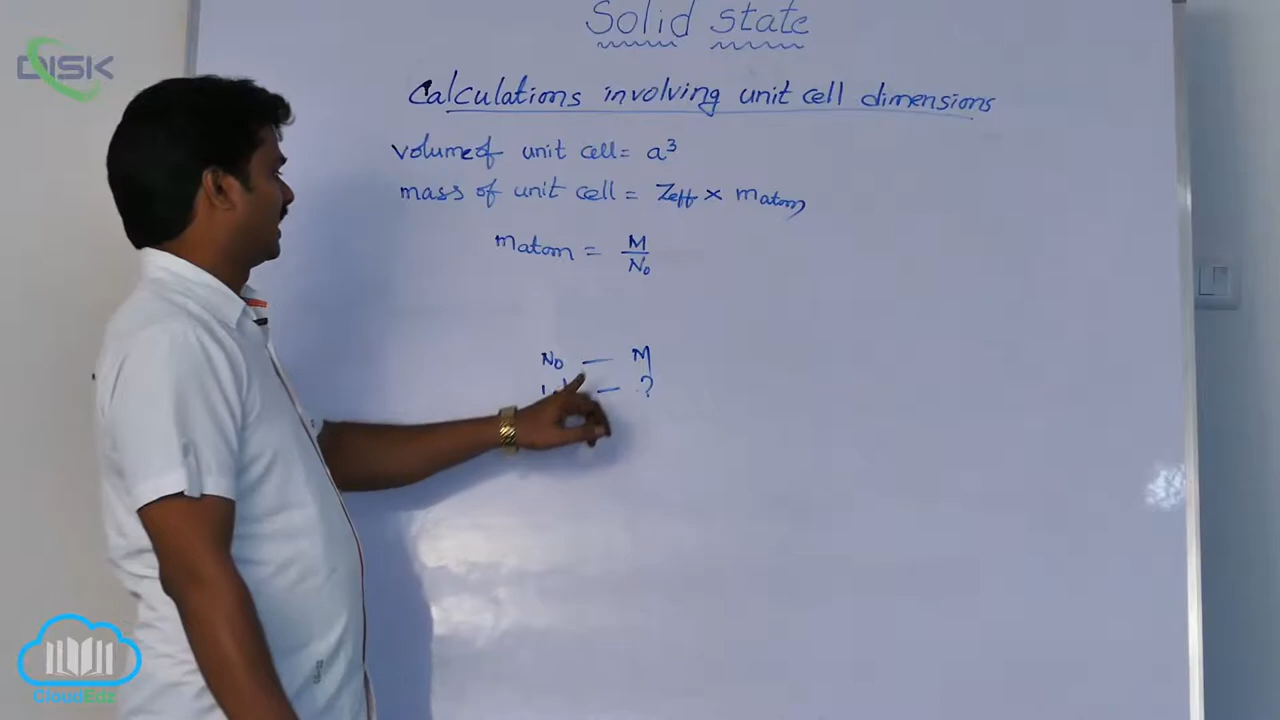 Solid state
DISK
Calculations involving unit cell dimensions
volume of unit cell = a³
mass of unit cell = Zeff × matom
matom = M/N₀
N₀ — M
— ?
CloudEdz